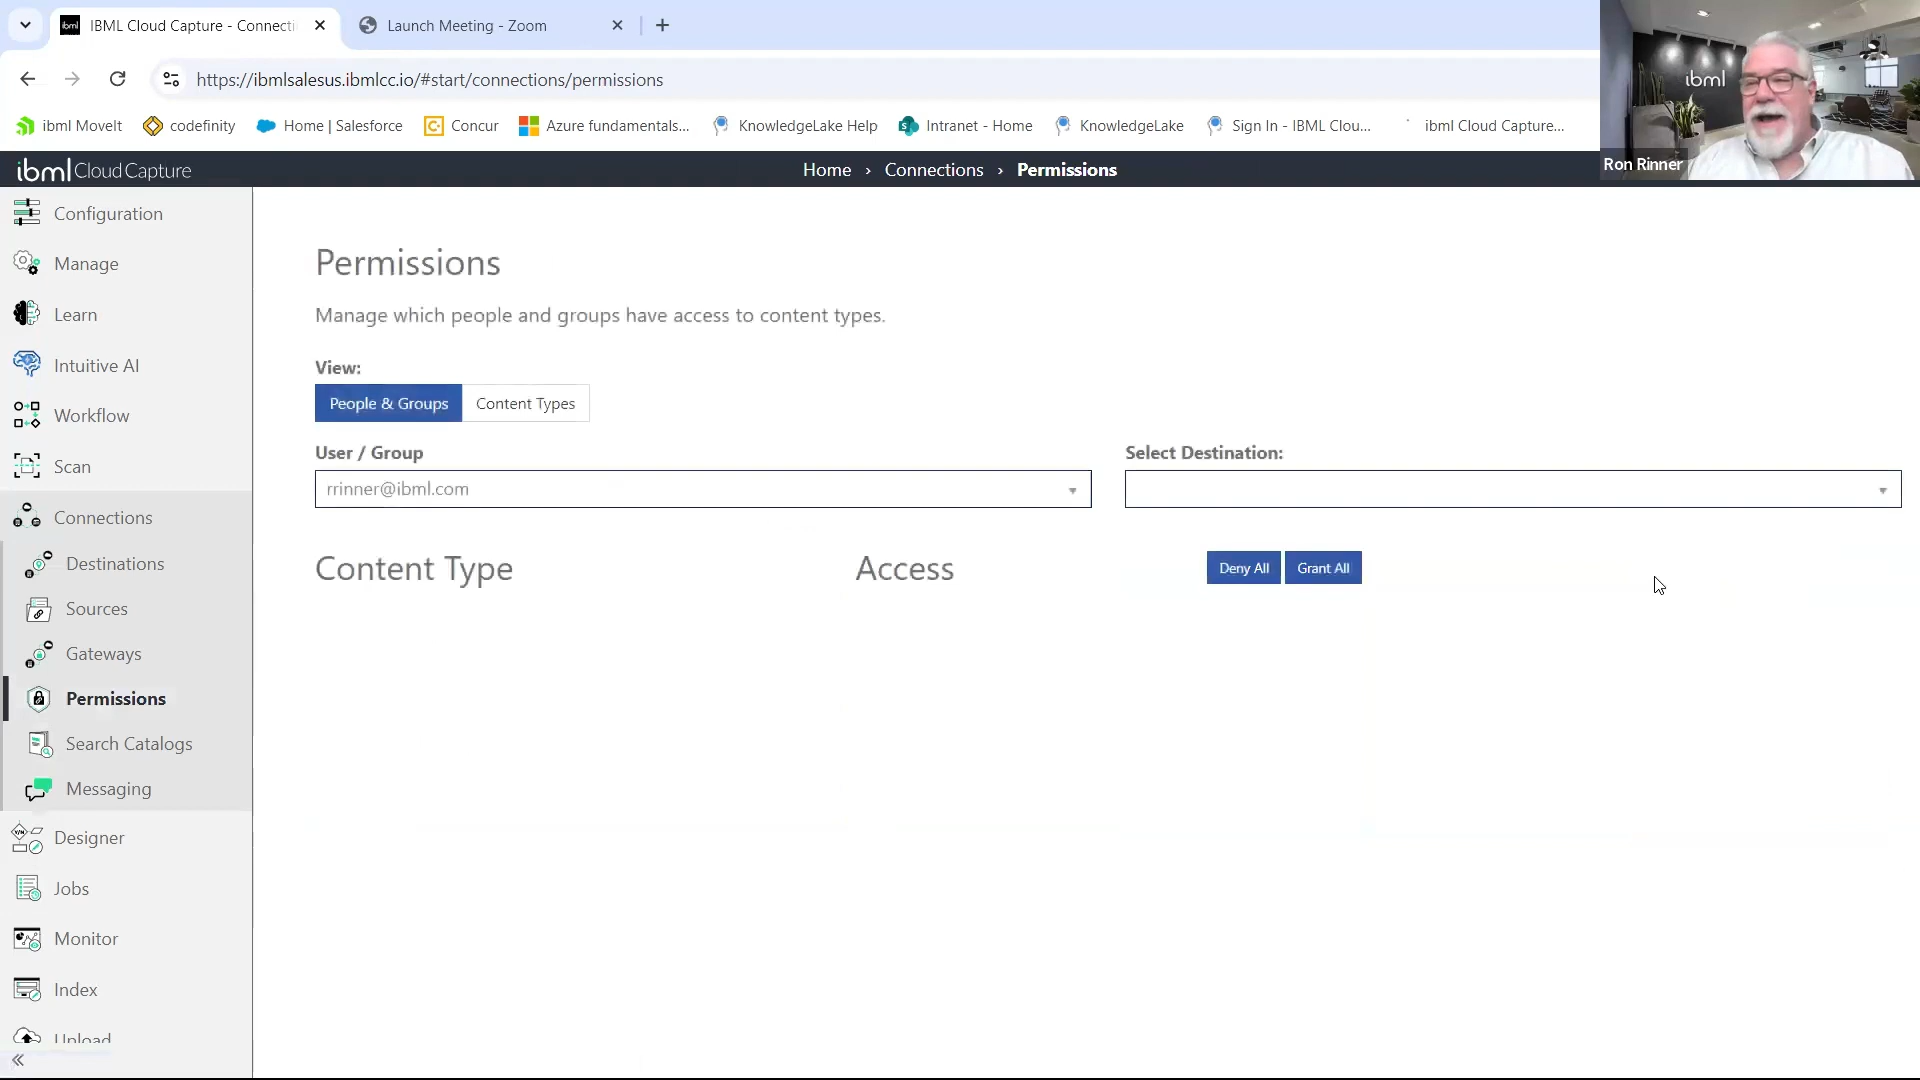 IBML Cloud Capture - Connecti
Launch Meeting - Zoom
https://ibmlsalesus.ibmlcc.io/#start/connections/permissions
ibml MoveIt
codefinity
Home | Salesforce
Concur
Azure fundamentals...
KnowledgeLake Help
Intranet - Home
KnowledgeLake
Sign In - IBML Clou...
ibml Cloud Capture...
ibml
Ron Rinner
ibml Cloud Capture
Home › Connections › Permissions
Configuration
Manage
Learn
Intuitive AI
Workflow
Scan
Connections
Destinations
Sources
Gateways
Permissions
Search Catalogs
Messaging
Designer
Jobs
Monitor
Index
Upload
Permissions
Manage which people and groups have access to content types.
View:
People & Groups
Content Types
User / Group
Select Destination:
rrinner@ibml.com
Content Type
Access
Deny All
Grant All